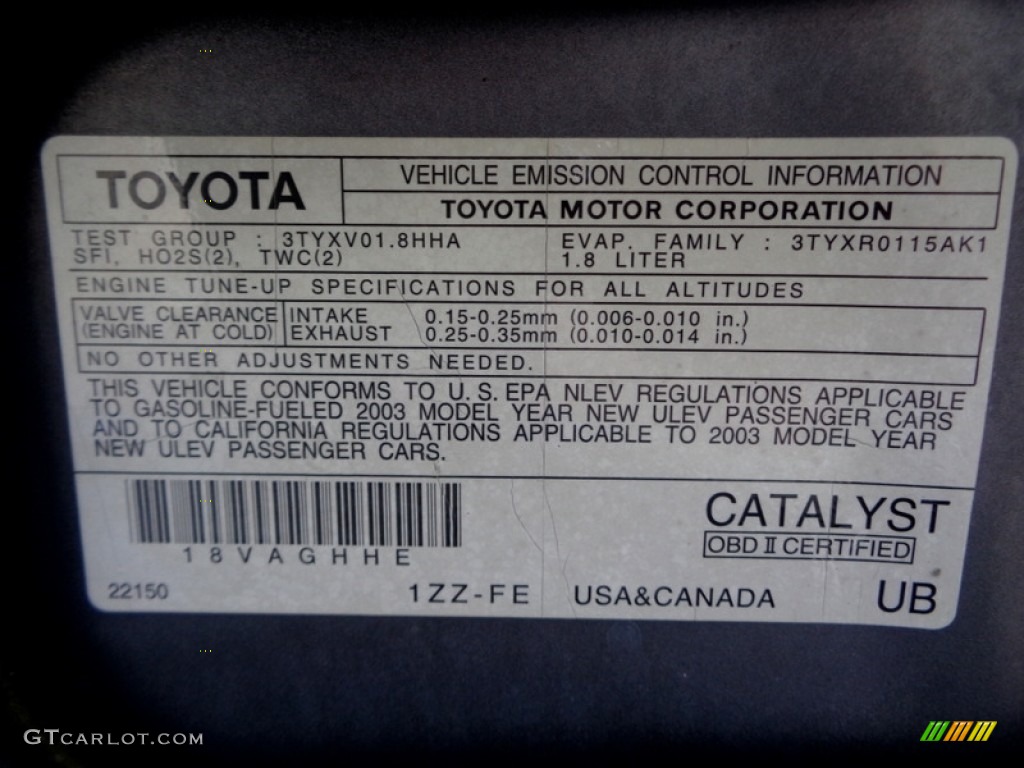 TOYOTA
VEHICLE EMISSION CONTROL INFORMATION
TOYOTA MOTOR CORPORATION
TEST GROUP : 3TYXV01.8HHA EVAP. FAMILY : 3TYXR0115AK1
SFI, HO2S(2), TWC(2) 1.8 LITER
ENGINE TUNE-UP SPECIFICATIONS FOR ALL ALTITUDES
VALVE CLEARANCE INTAKE 0.15-0.25mm (0.006-0.010 in.)
(ENGINE AT COLD) EXHAUST 0.25-0.35mm (0.010-0.014 in.)
NO OTHER ADJUSTMENTS NEEDED.
THIS VEHICLE CONFORMS TO U.S.EPA NLEV REGULATIONS APPLICABLE
TO GASOLINE-FUELED 2003 MODEL YEAR NEW ULEV PASSENGER CARS
AND TO CALIFORNIA REGULATIONS APPLICABLE TO 2003 MODEL YEAR
NEW ULEV PASSENGER CARS.
CATALYST
OBD II CERTIFIED
18VAGHHE
22150 1ZZ-FE USA&CANADA UB
GTCARLOT.COM